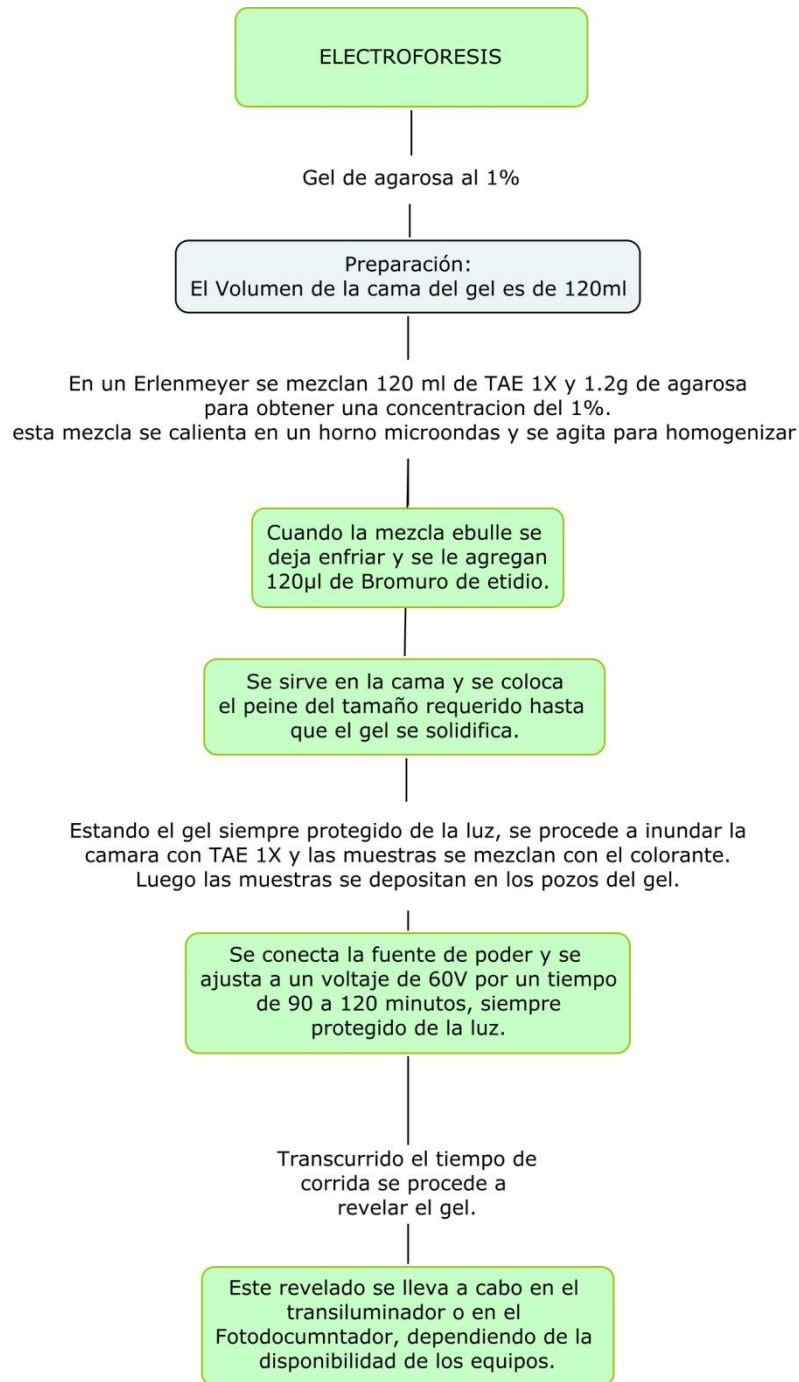 ELECTROFORESIS
Gel de agarosa al 1%
Preparación:
El Volumen de la cama del gel es de 120ml
En un Erlenmeyer se mezclan 120 ml de TAE 1X y 1.2g de agarosa
para obtener una concentracion del 1%.
esta mezcla se calienta en un horno microondas y se agita para homogenizar
Cuando la mezcla ebulle se
deja enfriar y se le agregan
120µl de Bromuro de etidio.
Se sirve en la cama y se coloca
el peine del tamaño requerido hasta
que el gel se solidifica.
Estando el gel siempre protegido de la luz, se procede a inundar la
camara con TAE 1X y las muestras se mezclan con el colorante.
Luego las muestras se depositan en los pozos del gel.
Se conecta la fuente de poder y se
ajusta a un voltaje de 60V por un tiempo
de 90 a 120 minutos, siempre
protegido de la luz.
Transcurrido el tiempo de
corrida se procede a
revelar el gel.
Este revelado se lleva a cabo en el
transiluminador o en el
Fotodocumntador, dependiendo de la
disponibilidad de los equipos.